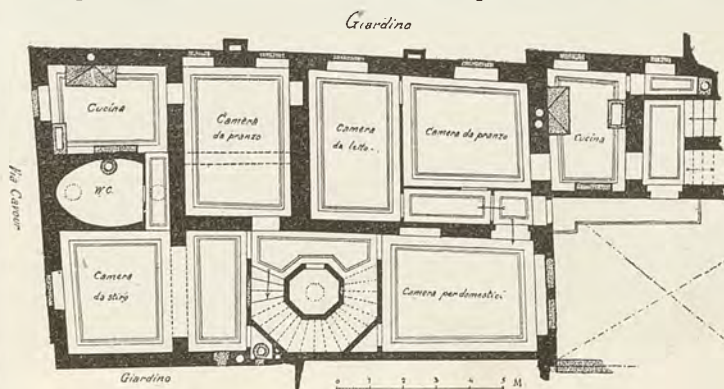 Giardino
Cucina
Camera
da pranzo
Camera
da letto
Camera da pranzo
Cucina
W.C.
Via Cavour
Camera
da stiro
Camera per domestici
Giardino
0 1 2 3 4 5 M